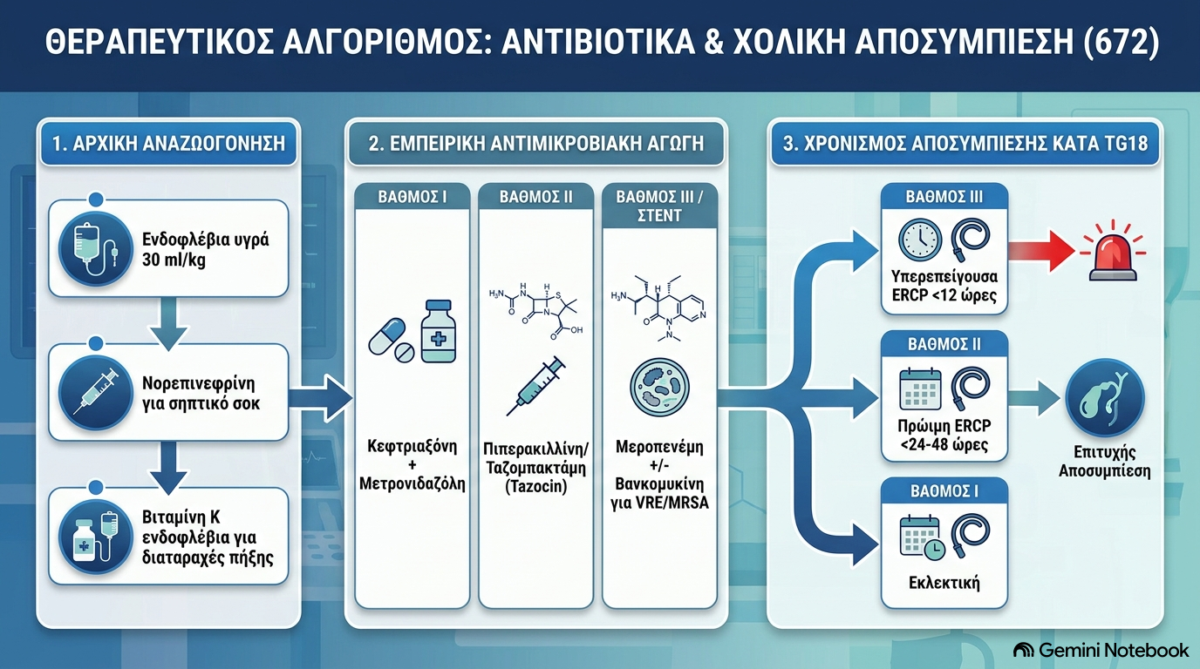 ΘΕΡΑΠΕΥΤΙΚΟΣ ΑΛΓΟΡΙΘΜΟΣ: ΑΝΤΙΒΙΟΤΙΚΑ & ΧΟΛΙΚΗ ΑΠΟΣΥΜΠΙΕΣΗ (672)
1. ΑΡΧΙΚΗ ΑΝΑΖΩΟΓΟΝΗΣΗ
Ενδοφλέβια υγρά
30 ml/kg
Νορεπινεφρίνη
για σηπτικό σοκ
Βιταμίνη Κ
ενδοφλέβια για
διαταραχές πήξης
2. ΕΜΠΕΙΡΙΚΗ ΑΝΤΙΜΙΚΡΟΒΙΑΚΗ ΑΓΩΓΗ
ΒΑΘΜΟΣ I
Κεφτριαξόνη
+
Μετρονιδαζόλη
ΒΑΘΜΟΣ II
H₂N
O
H
N
H
S
O
N
O
OH
Πιπερακιλλίνη/
Ταζομπακτάμη
(Tazocin)
ΒΑΘΜΟΣ III /
ΣΤΕΝΤ
H₂N
H
O
N
N
N
Μεροπενέμη
+/-
Βανκομυκίνη
για VRE/MRSA
3. ΧΡΟΝΙΣΜΟΣ ΑΠΟΣΥΜΠΙΕΣΗΣ ΚΑΤΑ TG18
ΒΑΘΜΟΣ III
Υπερεπείγουσα
ERCP <12 ώρες
ΒΑΘΜΟΣ II
Πρώιμη ERCP
<24-48 ώρες
Επιτυχής
Αποσυμπίεση
ΒΑΘΜΟΣ I
Εκλεκτική
Gemini Notebook